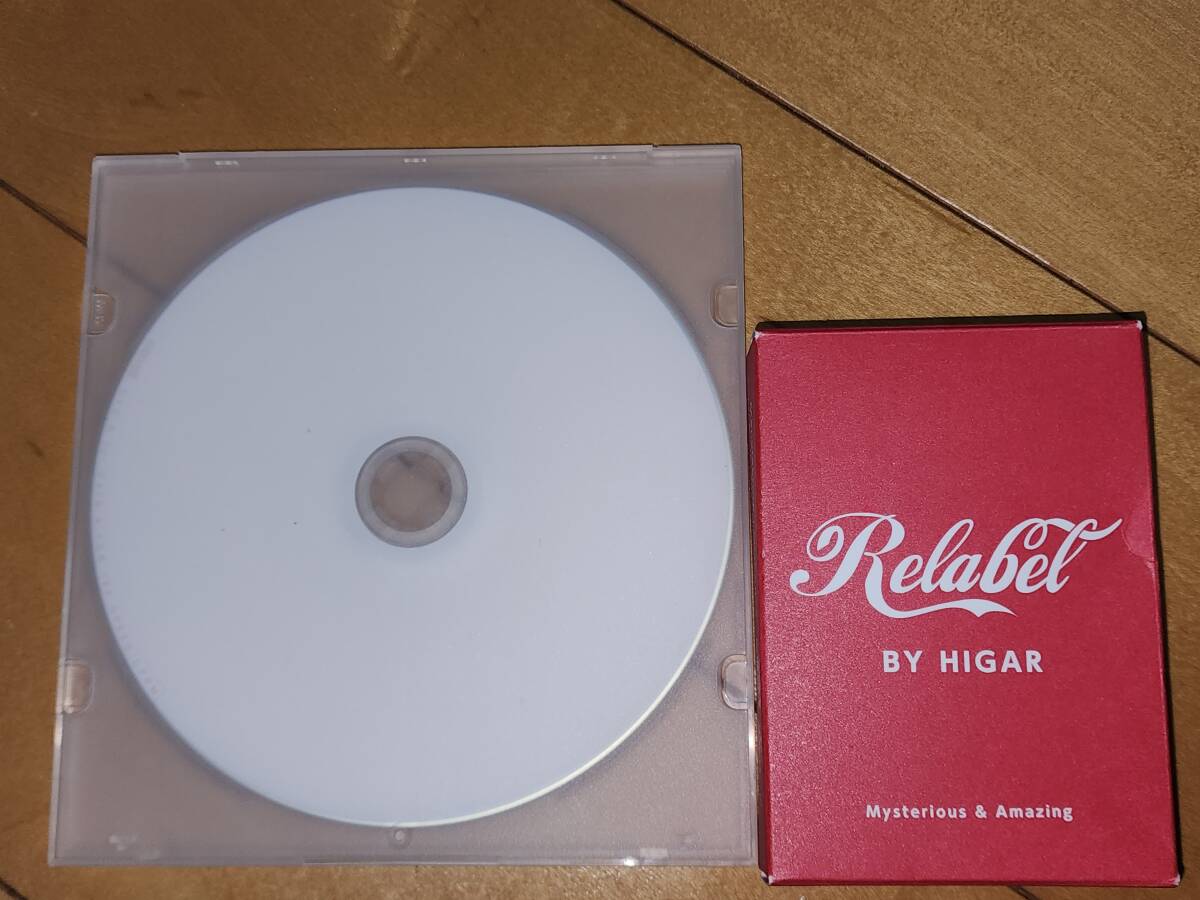 Relabel
BY HIGAR
Mysterious & Amazing